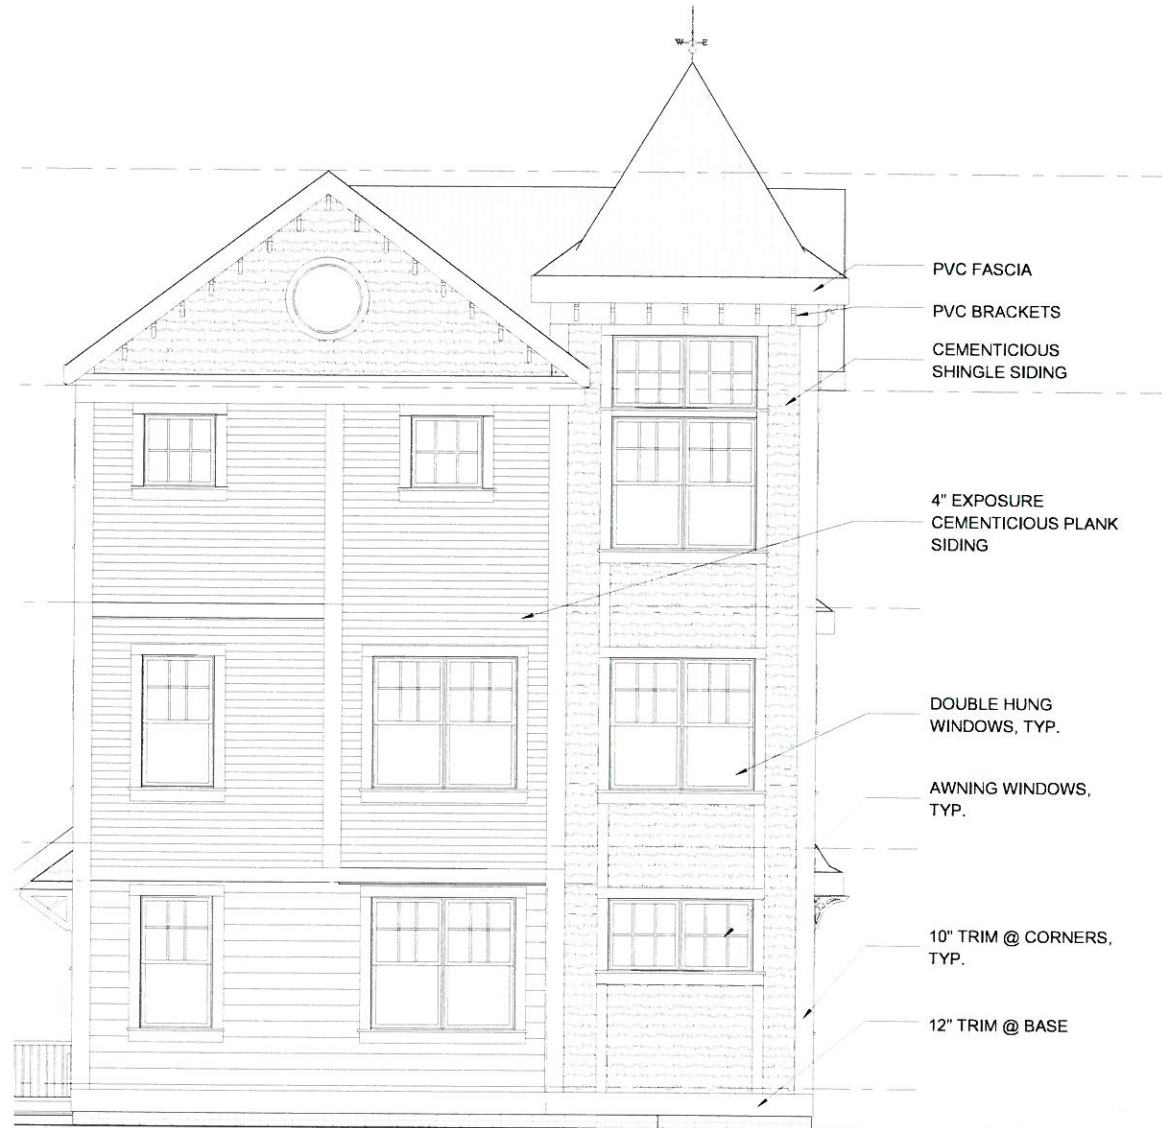 W E
PVC FASCIA
PVC BRACKETS
CEMENTICIOUS
SHINGLE SIDING
4" EXPOSURE
CEMENTICIOUS PLANK
SIDING
DOUBLE HUNG
WINDOWS, TYP.
AWNING WINDOWS,
TYP.
10" TRIM @ CORNERS,
TYP.
12" TRIM @ BASE